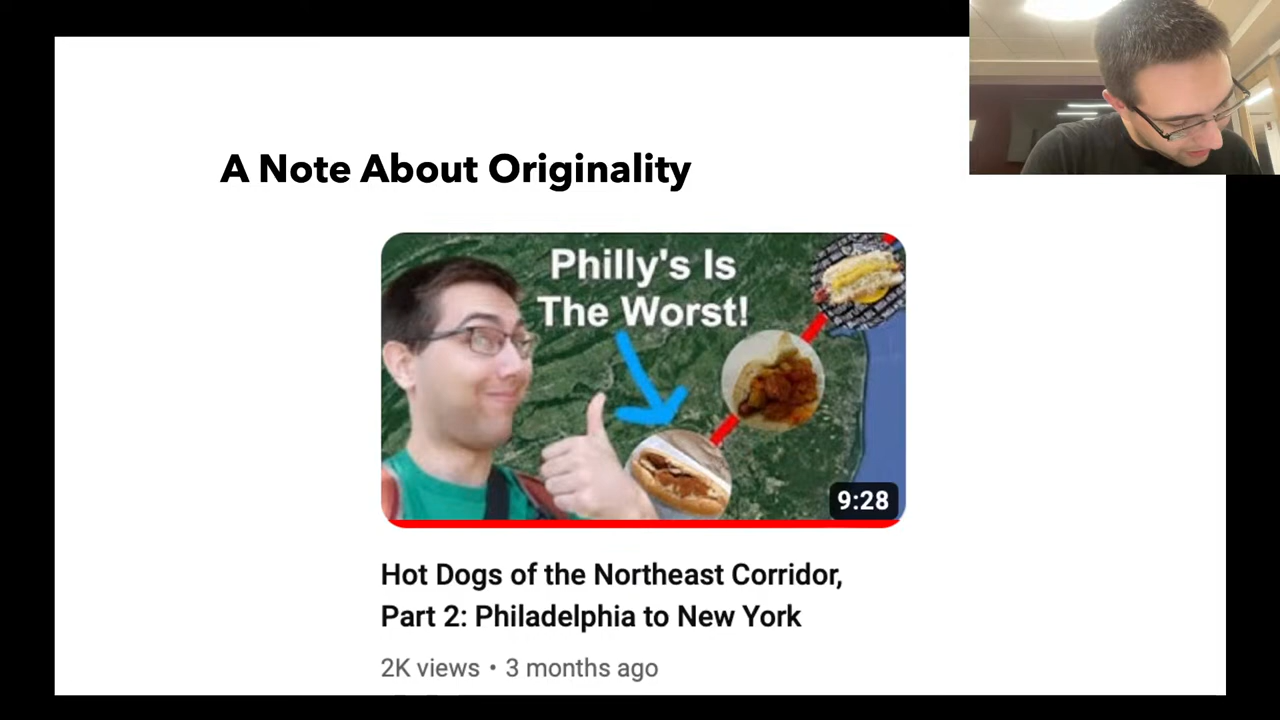 A Note About Originality
Philly's Is
The Worst!
9:28
Hot Dogs of the Northeast Corridor,
Part 2: Philadelphia to New York
2K views • 3 months ago